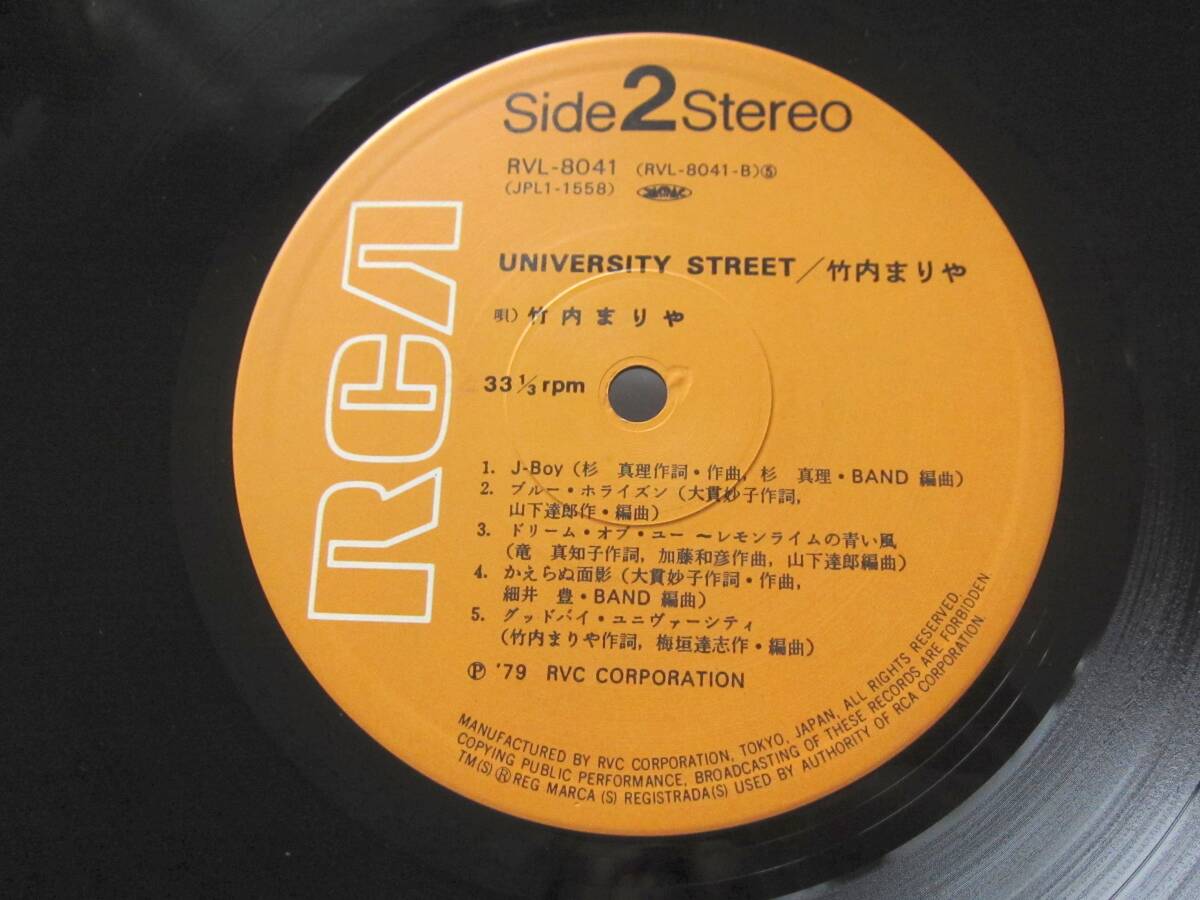 Side 2 Stereo
RVL-8041 (RVL-8041-B)⑤
(JPL1-1558)
RCA
UNIVERSITY STREET/竹内まりや
唄)竹内まりや
33 1/3 rpm
1. J-Boy (杉 真理作詞・作曲, 杉 真理・BAND 編曲)
2. ブルー・ホライズン (大貫妙子作詞,
山下達郎作・編曲)
3. ドリーム・オブ・ユー ～レモンライムの青い風
(竜 真知子作詞, 加藤和彦作曲, 山下達郎編曲)
4. かえらぬ面影 (大貫妙子作詞・作曲,
細井 豊・BAND 編曲)
5. グッドバイ・ユニヴァーシティ
(竹内まりや作詞, 梅垣達志作・編曲)
Ⓟ '79 RVC CORPORATION
MANUFACTURED BY RVC CORPORATION, TOKYO, JAPAN, ALL RIGHTS RESERVED.
COPYING PUBLIC PERFORMANCE, BROADCASTING OF THESE RECORDS ARE FORBIDDEN
TM(S) ® REG MARCA (S) REGISTRADA(S) USED BY AUTHORITY OF RCA CORPORATION.